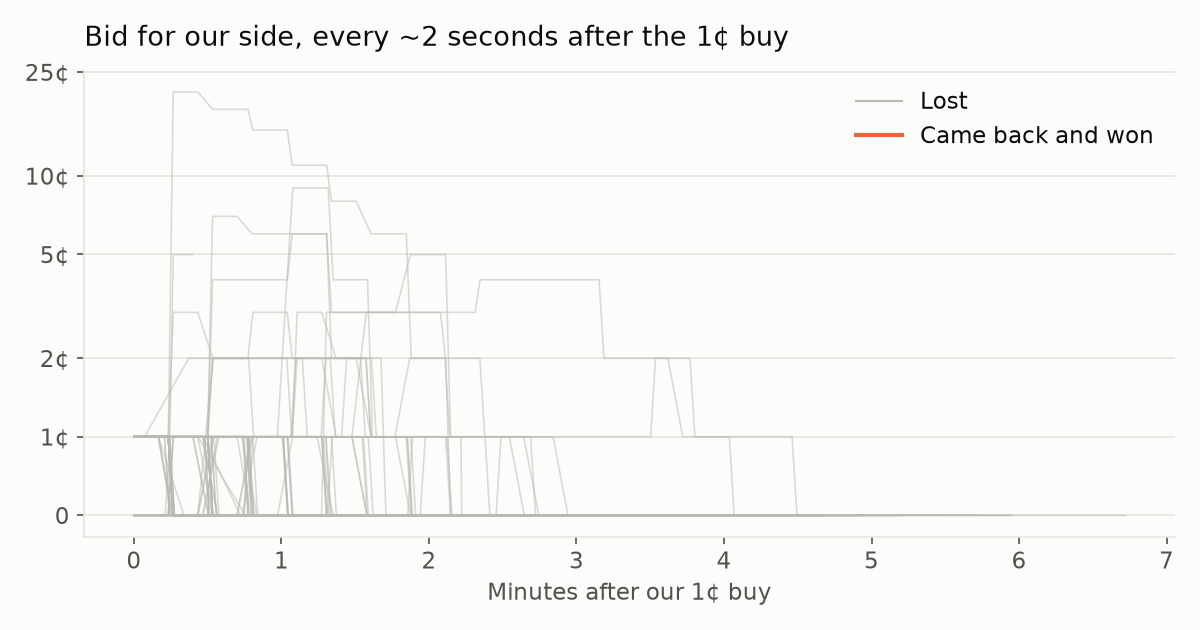 Bid for our side, every ~2 seconds after the 1¢ buy
25¢
10¢
5¢
2¢
1¢
0
Lost
Came back and won
0 1 2 3 4 5 6 7
Minutes after our 1¢ buy